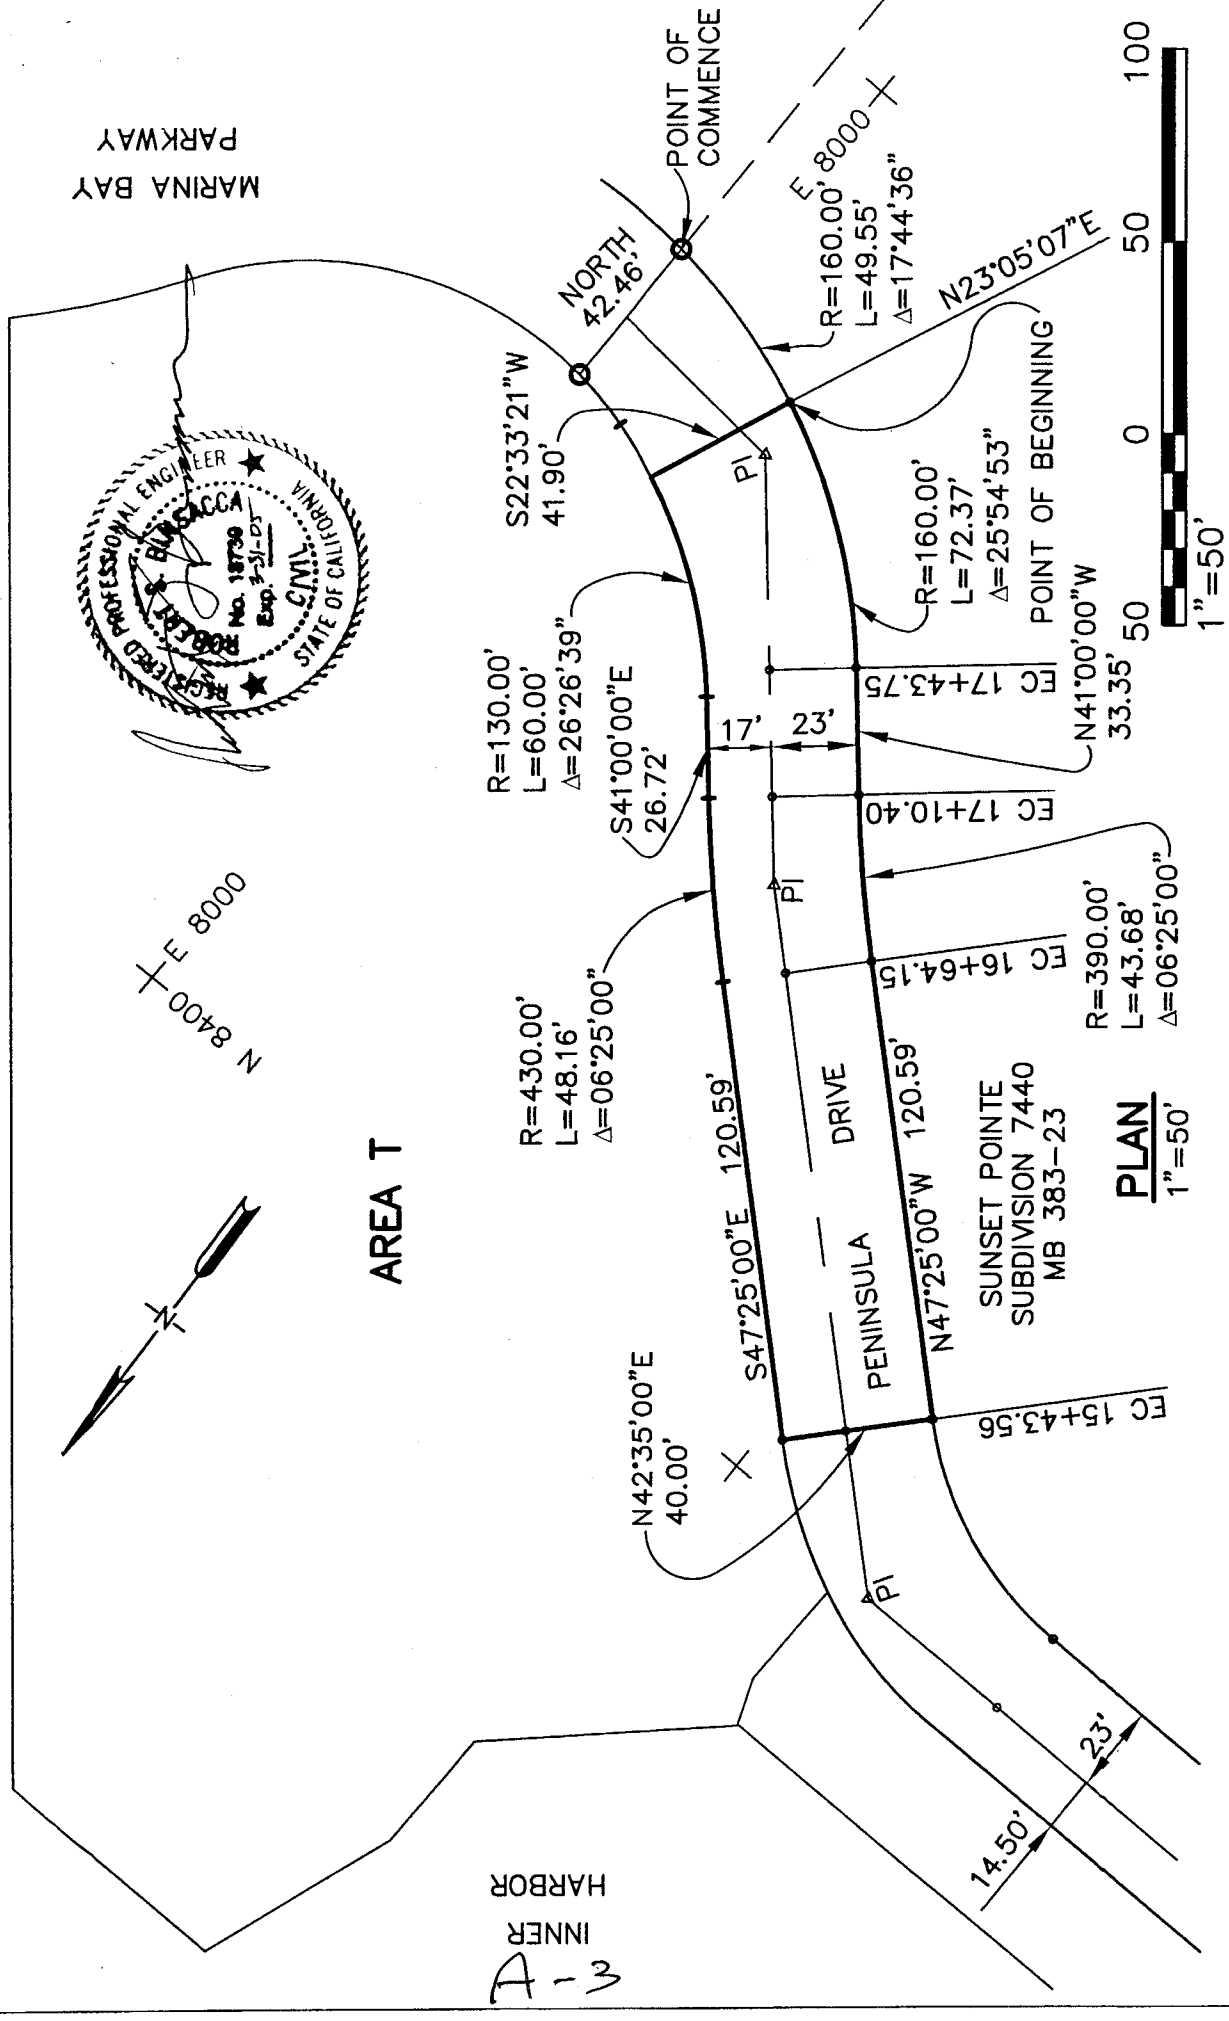 MARINA BAY
PARKWAY
REGISTERED PROFESSIONAL ENGINEER
ROBERT
No. 18739
Exp. 3-31-05
CIVIL
STATE OF CALIFORNIA
POINT OF
COMMENCE
E 8000
NORTH
42.46'
R=160.00'
L=49.55'
Δ=17°44'36"
N23°05'07"E
S22°33'21"W
41.90'
PI
POINT OF BEGINNING
R=160.00'
L=72.37'
Δ=25°54'53"
R=130.00'
L=60.00'
Δ=26°26'39"
S41°00'00"E
26.72'
17'
23'
EC 17+43.75
N41°00'00"W
33.35'
EC 17+10.40
PI
R=430.00'
L=48.16'
Δ=06°25'00"
EC 16+64.15
R=390.00'
L=43.68'
Δ=06°25'00"
E 8000
N 8400
N
AREA T
S47°25'00"E 120.59'
PENINSULA DRIVE
N47°25'00"W 120.59'
SUNSET POINTE
SUBDIVISION 7440
MB 383-23
N42°35'00"E
40.00'
EC 15+43.56
PI
14.50'
23'
INNER
HARBOR
A-3
PLAN
1"=50'
50 0 50 100
1"=50'